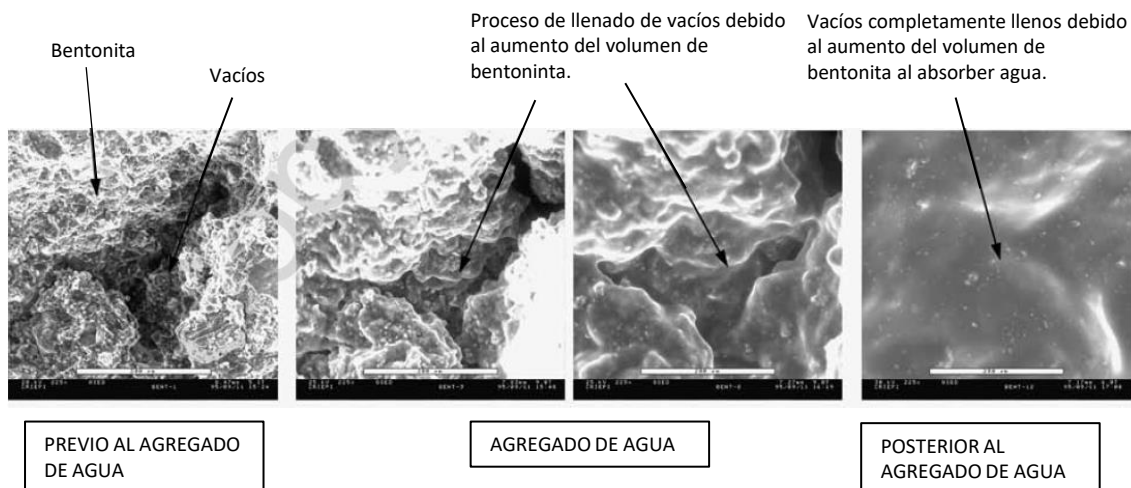 Bentonita
Vacíos
Proceso de llenado de vacíos debido
al aumento del volumen de
bentoninta.
Vacíos completamente llenos debido
al aumento del volumen de
bentonita al absorber agua.
PREVIO AL AGREGADO
DE AGUA
AGREGADO DE AGUA
POSTERIOR AL
AGREGADO DE AGUA